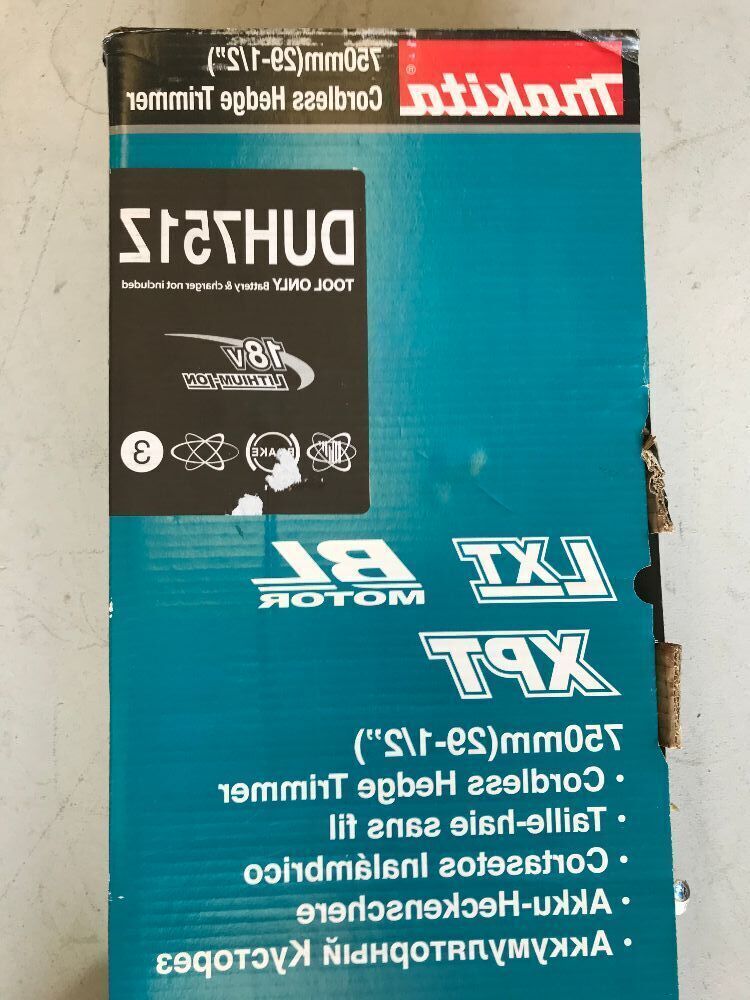 makita®
750mm(29-1/2")
Cordless Hedge Trimmer
DUH751Z
TOOL ONLY Battery & charger not included
18V
LITHIUM-ION
BRAKE
3
LXT
BL
MOTOR
XPT
750mm(29-1/2")
• Cordless Hedge Trimmer
• Taille-haie sans fil
• Cortasetos Inalámbrico
• Akku-Heckenschere
• Аккумуляторный Кусторез